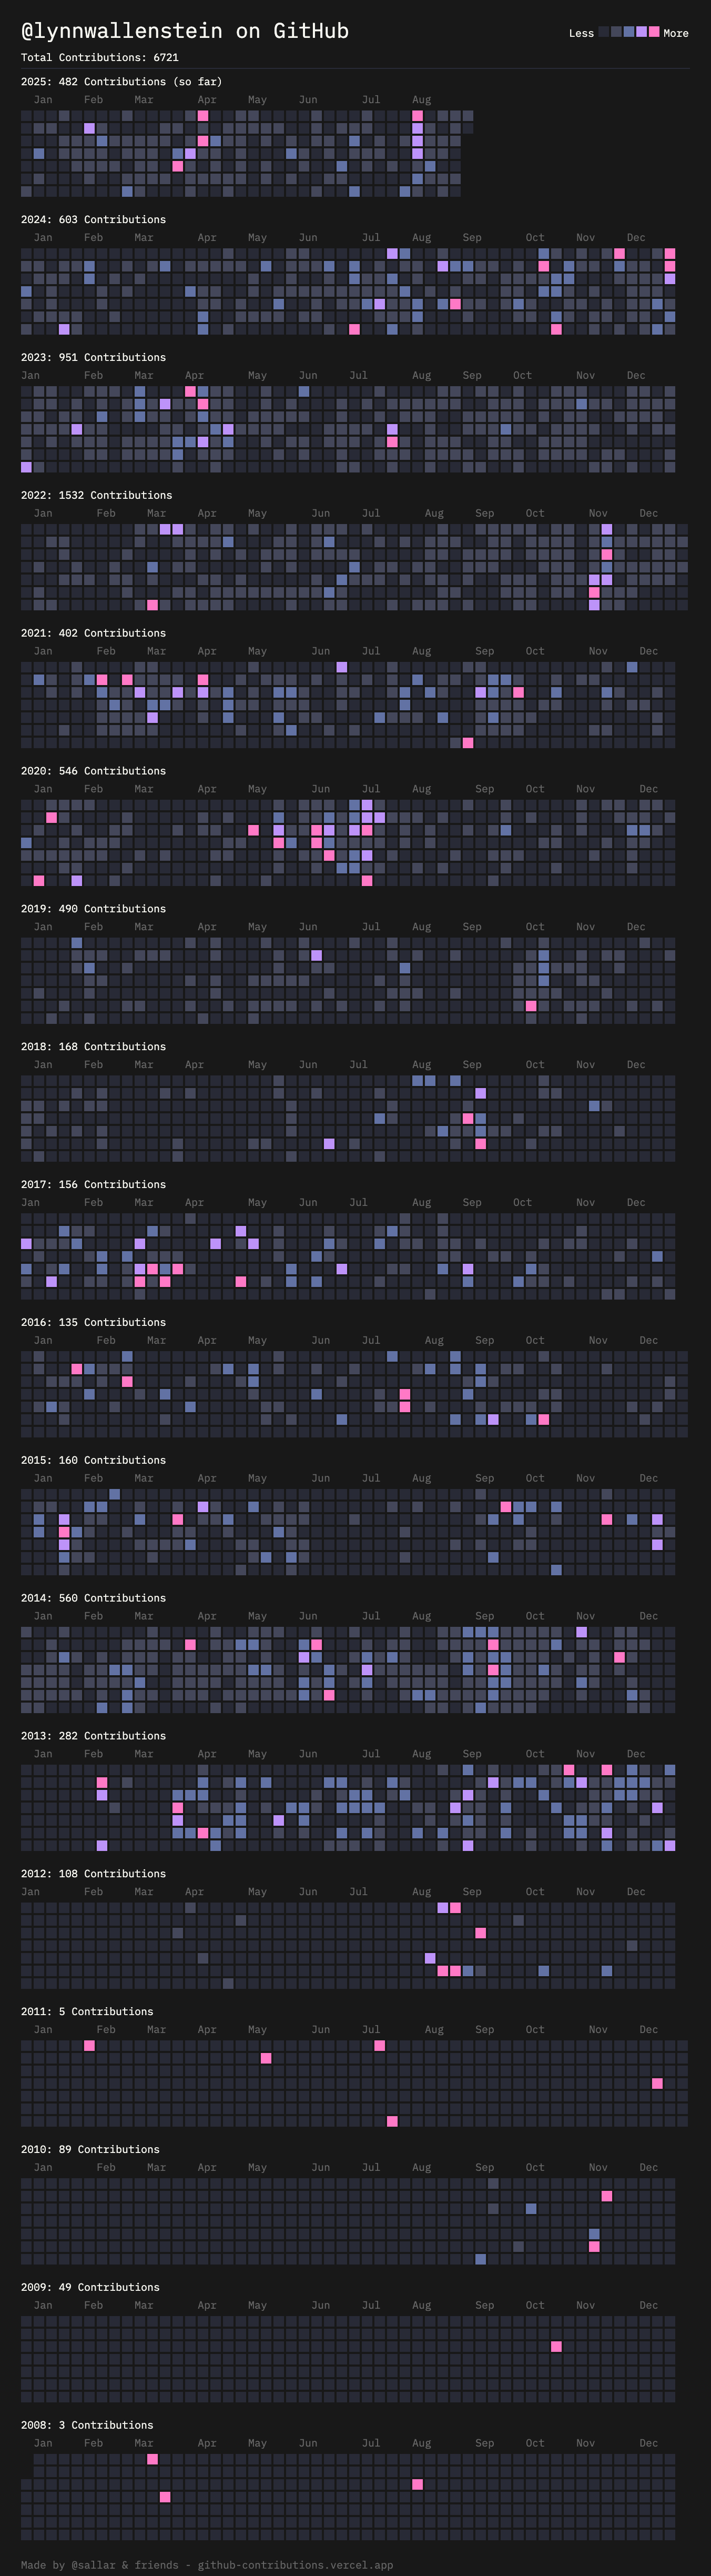 @lynnwallenstein on GitHub
Less More
Total Contributions: 6721
2025: 482 Contributions (so far)
Jan Feb Mar Apr May Jun Jul Aug
2024: 603 Contributions
Jan Feb Mar Apr May Jun Jul Aug Sep Oct Nov Dec
2023: 951 Contributions
Jan Feb Mar Apr May Jun Jul Aug Sep Oct Nov Dec
2022: 1532 Contributions
Jan Feb Mar Apr May Jun Jul Aug Sep Oct Nov Dec
2021: 402 Contributions
Jan Feb Mar Apr May Jun Jul Aug Sep Oct Nov Dec
2020: 546 Contributions
Jan Feb Mar Apr May Jun Jul Aug Sep Oct Nov Dec
2019: 490 Contributions
Jan Feb Mar Apr May Jun Jul Aug Sep Oct Nov Dec
2018: 168 Contributions
Jan Feb Mar Apr May Jun Jul Aug Sep Oct Nov Dec
2017: 156 Contributions
Jan Feb Mar Apr May Jun Jul Aug Sep Oct Nov Dec
2016: 135 Contributions
Jan Feb Mar Apr May Jun Jul Aug Sep Oct Nov Dec
2015: 160 Contributions
Jan Feb Mar Apr May Jun Jul Aug Sep Oct Nov Dec
2014: 560 Contributions
Jan Feb Mar Apr May Jun Jul Aug Sep Oct Nov Dec
2013: 282 Contributions
Jan Feb Mar Apr May Jun Jul Aug Sep Oct Nov Dec
2012: 108 Contributions
Jan Feb Mar Apr May Jun Jul Aug Sep Oct Nov Dec
2011: 5 Contributions
Jan Feb Mar Apr May Jun Jul Aug Sep Oct Nov Dec
2010: 89 Contributions
Jan Feb Mar Apr May Jun Jul Aug Sep Oct Nov Dec
2009: 49 Contributions
Jan Feb Mar Apr May Jun Jul Aug Sep Oct Nov Dec
2008: 3 Contributions
Jan Feb Mar Apr May Jun Jul Aug Sep Oct Nov Dec
Made by @sallar & friends - github-contributions.vercel.app